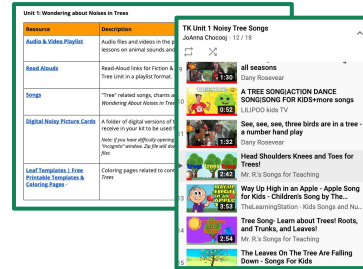 Unit 1: Wondering about Noises in Trees
Resource
Description
Audio & Video Playlist
Audio files and videos in the p
lessons on animal sounds and
Read Alouds
Read-Aloud links for Fiction &
Tree Unit in a playlist format,
Songs
"Tree" related songs, chants a
Wondering About Noises in Tree
Digital Noisy Picture Cards
A folder of digital versions of t
receive in your kit to be used f
Note: if you have difficulty opening
"Incognito" window. Zip file will dow
files
Leaf Templates | Free
Printable Templates &
Coloring Pages -
Coloring pages related to con
Trees
TK Unit 1 Noisy Tree Songs
JoAnna Chocooj - 12 / 18
all seasons
Dany Rosevear
1:30
10
A TREE SONG|ACTION DANCE
SONG|SONG FOR KIDS+more songs
LILIPOO kids TV
0:52
See, see, see, three birds are in a tree -
a number hand play
Dany Rosevear
1:32
Head Shoulders Knees and Toes for
Trees!
Mr. R.'s Songs for Teaching
2:42
13
Way Up High in an Apple - Apple Song
for Kids - Children's Song by The...
TheLearningStation - Kids Songs and Nu...
3:53
14
Tree Song- Learn about Trees! Roots,
and Trunks, and Leaves!
Mr. R.'s Songs for Teaching
2:54
15
The Leaves On The Tree Are Falling
Down - Songs For Kids